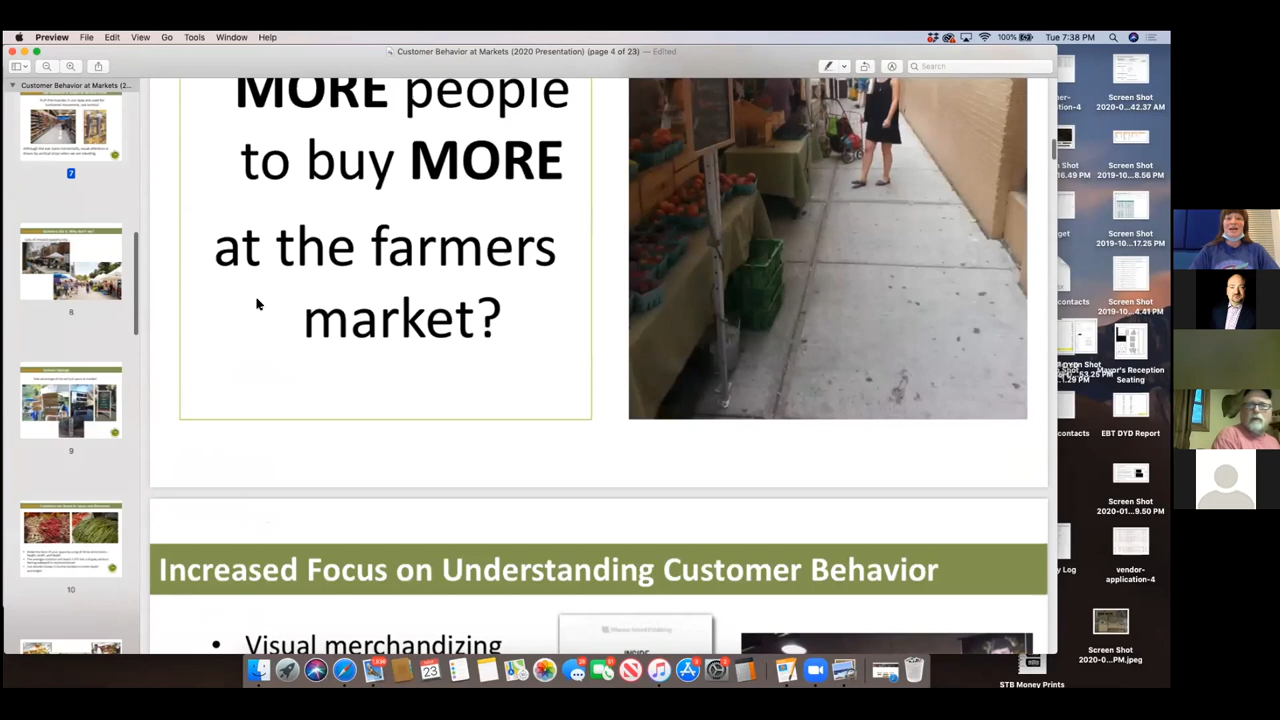 Preview File Edit View Go Tools Window Help
100% Tue 7:38 PM
Customer Behavior at Markets (2020 Presentation) (page 4 of 23) — Edited
Search
Customer Behavior at Markets (2...
7
8
9
10
MORE people
to buy MORE
at the farmers
market?
Increased Focus on Understanding Customer Behavior
• Visual merchandizing
INSIDE
Screen Shot
2020-0...42.37 AM
Screen Shot
2019-10...8.56 PM
Screen Shot
2019-10...17.25 PM
Screen Shot
2019-10...4.41 PM
Mayor's Reception
Seating
EBT DYD Report
Screen Shot
2020-01...9.50 PM
vendor-
application-4
Screen Shot
2020-0...PM.jpeg
STB Money Prints